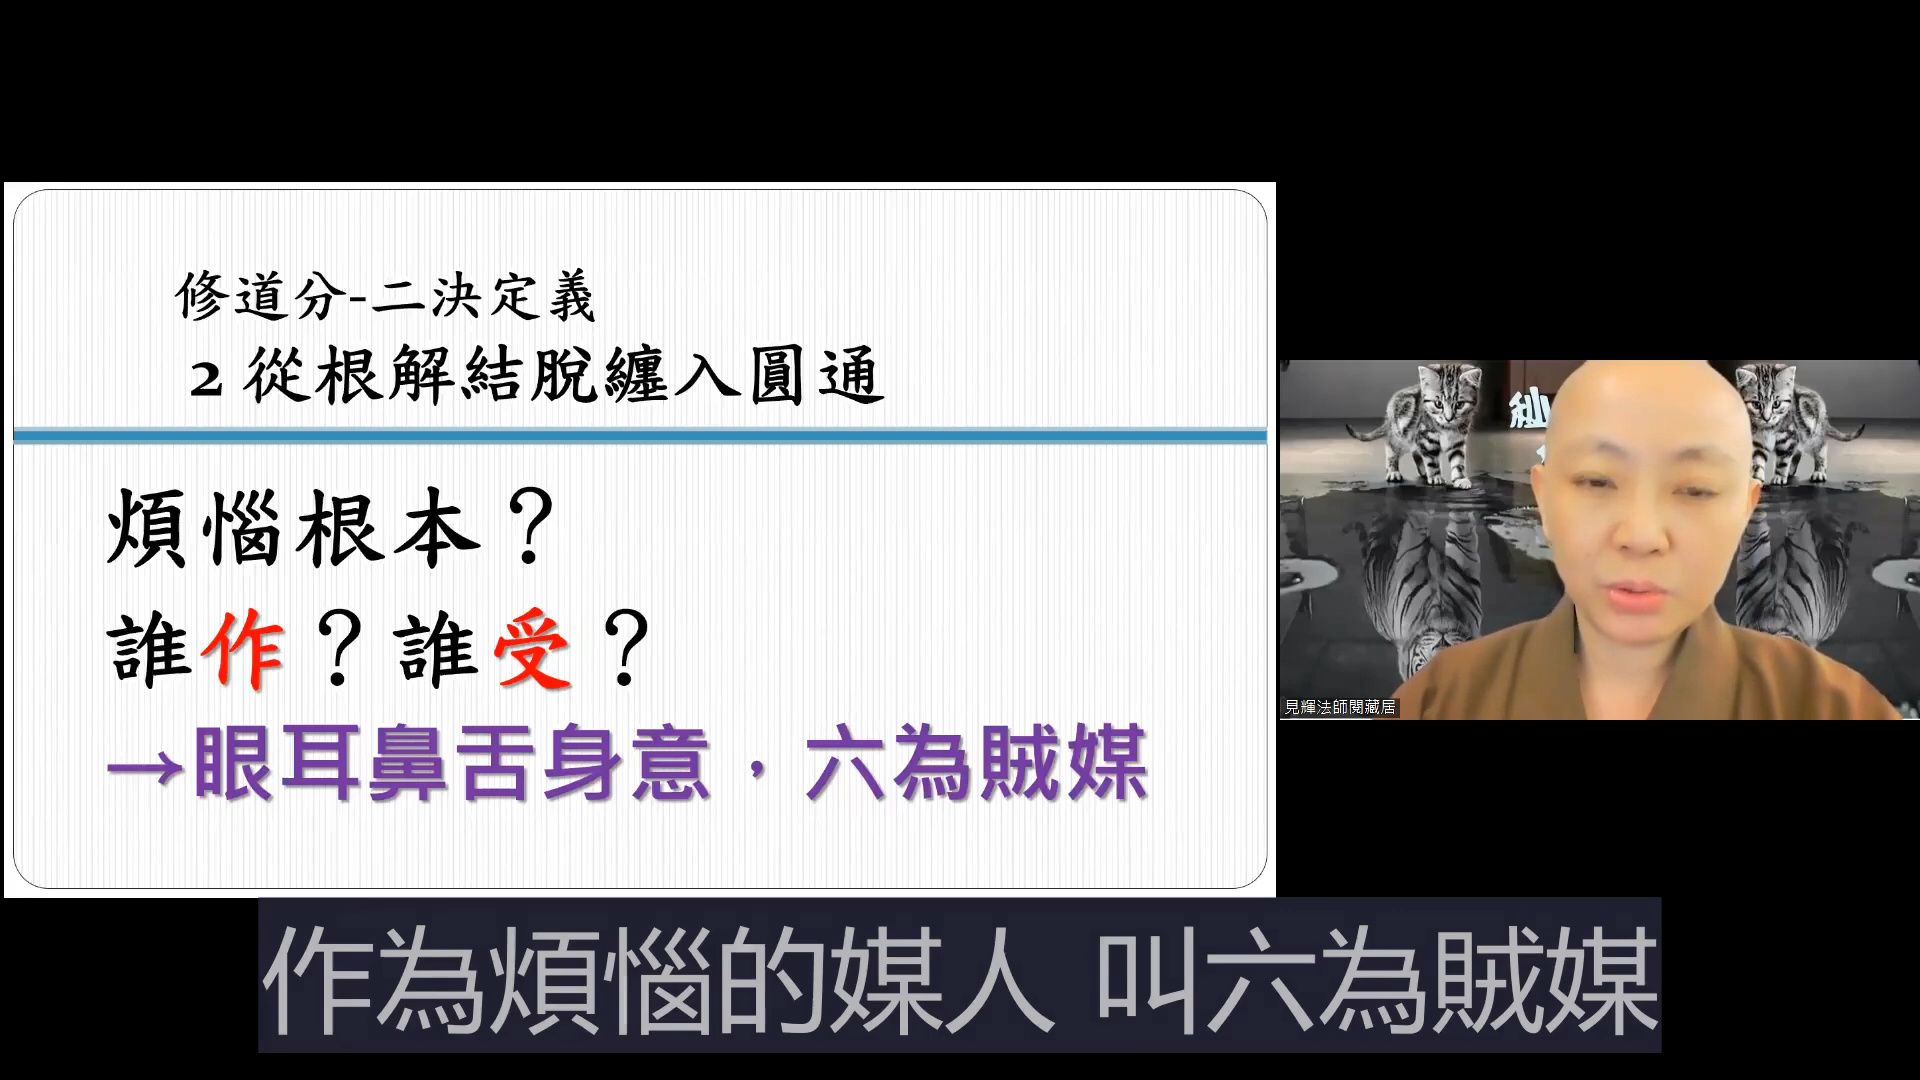 修道分-二決定義
2 從根解結脫纏入圓通
煩惱根本？
誰作？誰受？
→眼耳鼻舌身意，六為賊媒
見輝法師閱藏居
作為煩惱的媒人 叫六為賊媒